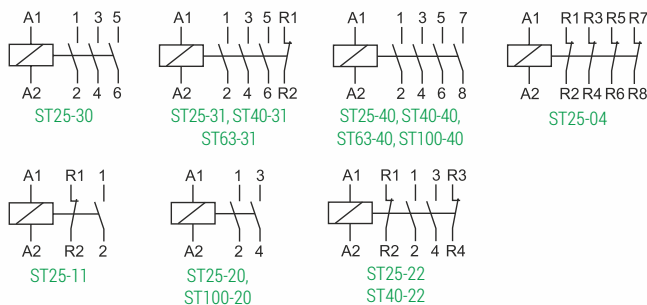 A1 1 3 5
A2 2 4 6
ST25-30
A1 1 3 5 R1
A2 2 4 6 R2
ST25-31, ST40-31
ST63-31
A1 1 3 5 7
A2 2 4 6 8
ST25-40, ST40-40,
ST63-40, ST100-40
A1 R1 R3 R5 R7
A2 R2 R4 R6 R8
ST25-04
A1 R1 1
A2 R2 2
ST25-11
A1 1 3
A2 2 4
ST25-20,
ST100-20
A1 R1 1 3 R3
A2 R2 2 4 R4
ST25-22
ST40-22